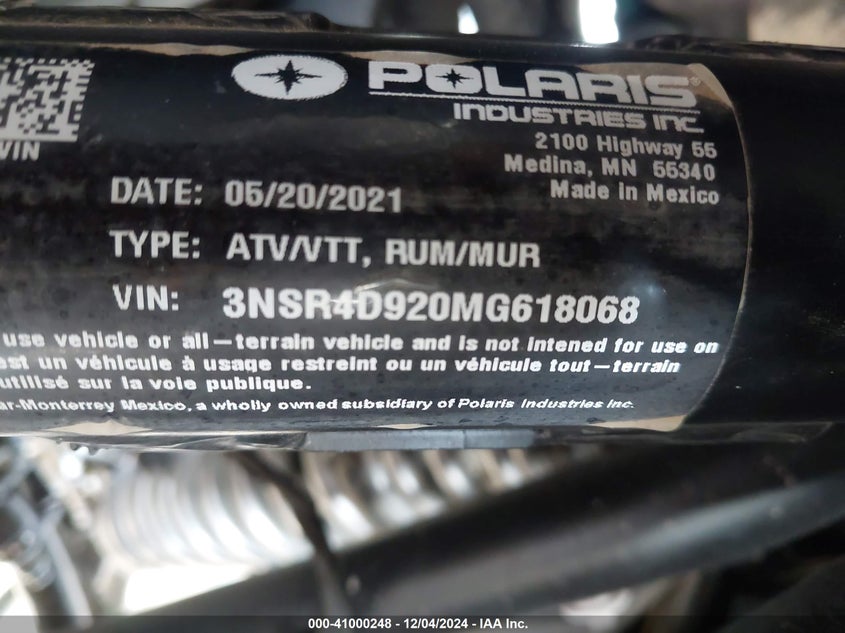 POLARIS®
INDUSTRIES INC
2100 Highway 55
Medina, MN 55340
Made in Mexico
VIN
DATE: 05/20/2021
TYPE: ATV/VTT, RUM/MUR
VIN: 3NSR4D920MG618068
use vehicle or all-terrain vehicle and is not intened for use on
est un véhicule à usage restreint ou un véhicule tout-terrain
utilisé sur la voie publique.
ar-Monterrey Mexico, a wholly owned subsidiary of Polaris Industries Inc.
000-41000248 - 12/04/2024 - IAA Inc.